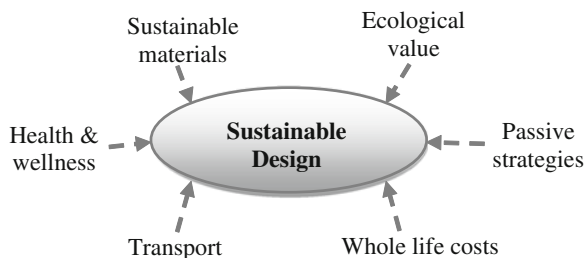 Sustainable
materials
Ecological
value
Health &
wellness
Sustainable
Design
Passive
strategies
Transport
Whole life costs